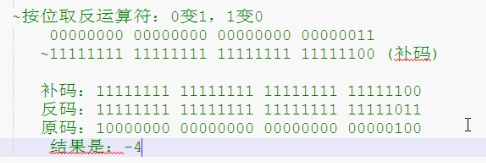 ~按位取反运算符：0变1，1变0
00000000 00000000 00000000 00000011
~11111111 11111111 11111111 11111100 (补码)
补码：11111111 11111111 11111111 11111100
反码：11111111 11111111 11111111 11111011
原码：10000000 00000000 00000000 00000100
结果是：-4